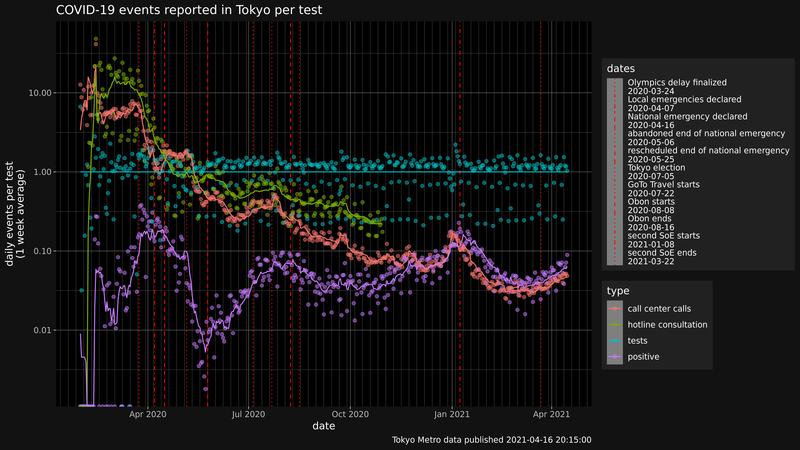 COVID-19 events reported in Tokyo per test
daily events per test
(1 week average)
10.00
1.00
0.10
0.01
Apr 2020
Jul 2020
Oct 2020
Jan 2021
Apr 2021
date
Tokyo Metro data published 2021-04-16 20:15:00
dates
Olympics delay finalized
2020-03-24
Local emergencies declared
2020-04-07
National emergency declared
2020-04-16
abandoned end of national emergency
2020-05-06
rescheduled end of national emergency
2020-05-25
Tokyo election
2020-07-05
GoTo Travel starts
2020-07-22
Obon starts
2020-08-08
Obon ends
2020-08-16
second SoE starts
2021-01-08
second SoE ends
2021-03-22
type
call center calls
hotline consultation
tests
positive